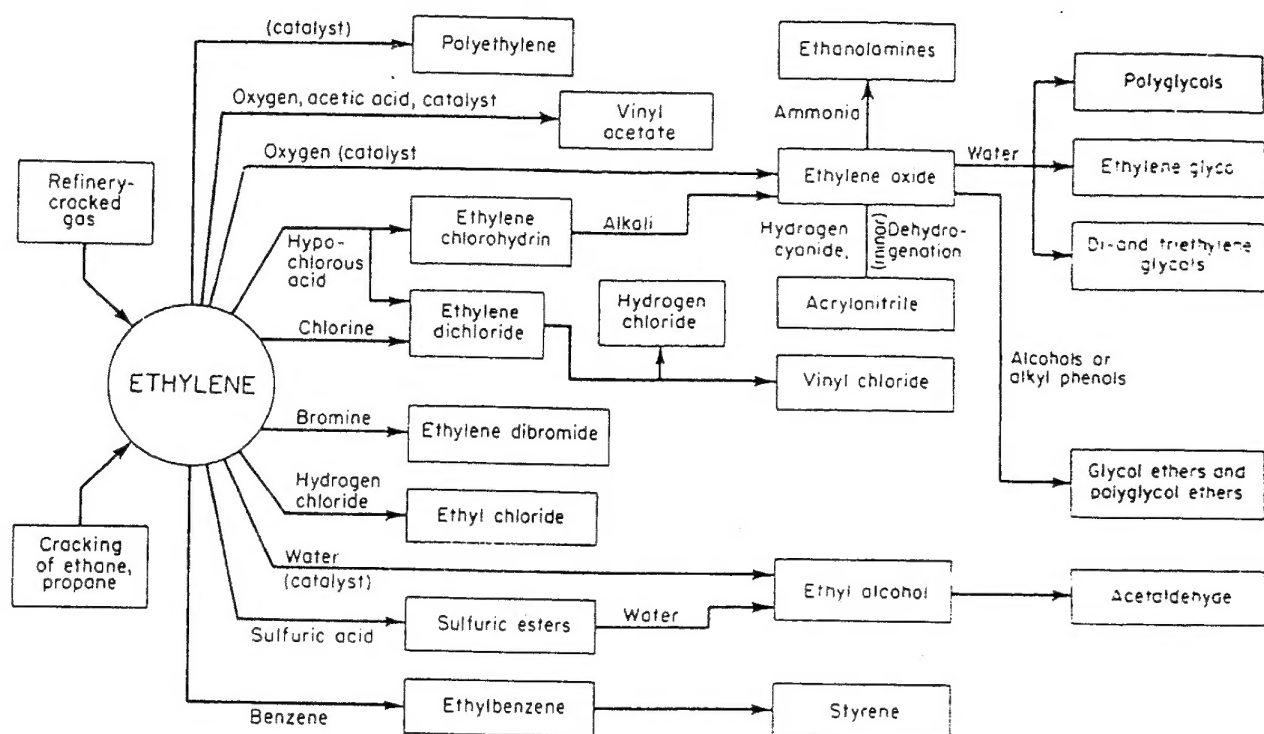 (catalyst)
Polyethylene
Ethanolamines
Polyglycols
Oxygen, acetic acid, catalyst
Vinyl
acetate
Ammonia
Oxygen (catalyst
Ethylene oxide
Water
Ethylene glyco
Refinery-
cracked
gas
Ethylene
chlorohydrin
Alkali
Hypo-
chlorous
acid
Hydrogen
cyanide,
(minor)
Dehydro-
genation
Di-and triethylene
glycols
Acrylonitrile
Hydrogen
chloride
Ethylene
dichloride
Chlorine
Vinyl chloride
Alcohols or
alkyl phenols
ETHYLENE
Bromine
Ethylene dibromide
Hydrogen
chloride
Ethyl chloride
Glycol ethers and
polyglycol ethers
Cracking
of ethane,
propane
Water
(catalyst)
Ethyl alcohol
Acetaldehyde
Sulfuric acid
Sulfuric esters
Water
Benzene
Ethylbenzene
Styrene